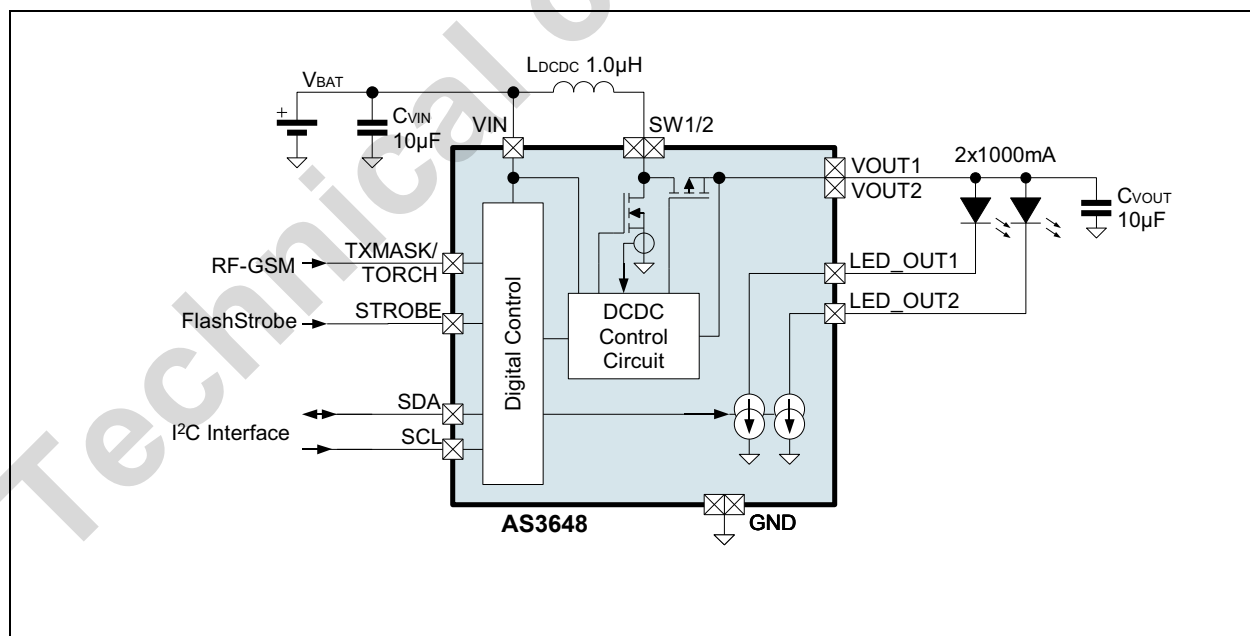 Technical c
LDCDC 1.0µH
VBAT
+
CVIN
10µF
VIN
SW1/2
VOUT1
VOUT2
2x1000mA
CVOUT
10µF
RF-GSM
TXMASK/
TORCH
LED_OUT1
FlashStrobe
STROBE
LED_OUT2
Digital Control
DCDC
Control
Circuit
I²C Interface
SDA
SCL
AS3648
GND